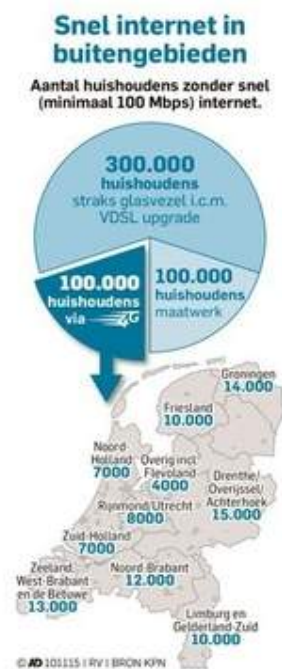 Snel internet in
buitengebieden
Aantal huishoudens zonder snel
(minimaal 100 Mbps) internet.
300.000
huishoudens
straks glasvezel i.c.m.
VDSL upgrade
100.000
huishoudens
via 4G
100.000
huishoudens
maatwerk
Groningen
14.000
Friesland
10.000
Noord
Holland
7000
Overig incl
Flevoland
4000
Drenthe/
Overijssel/
Achterhoek
15.000
Rijnmond/Utrecht
8000
Zuid-Holland
7000
Zeeland,
West-Brabant
en de Betuwe
13.000
Noord-Brabant
12.000
Limburg en
Gelderland-Zuid
10.000
© AD 101115 | RV | BRON KPN